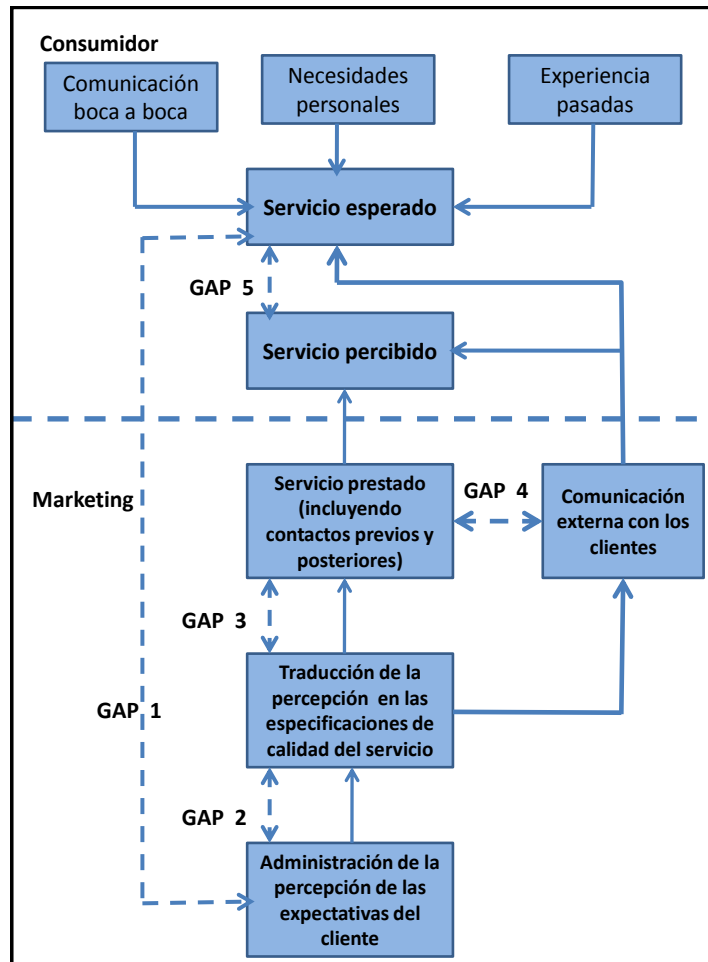 Consumidor
Comunicación
boca a boca
Necesidades
personales
Experiencia
pasadas
Servicio esperado
GAP 5
Servicio percibido
Marketing
Servicio prestado
(incluyendo
contactos previos y
posteriores)
GAP 4
Comunicación
externa con los
clientes
GAP 3
Traducción de la
percepción en las
especificaciones de
calidad del servicio
GAP 1
GAP 2
Administración de la
percepción de las
expectativas del
cliente